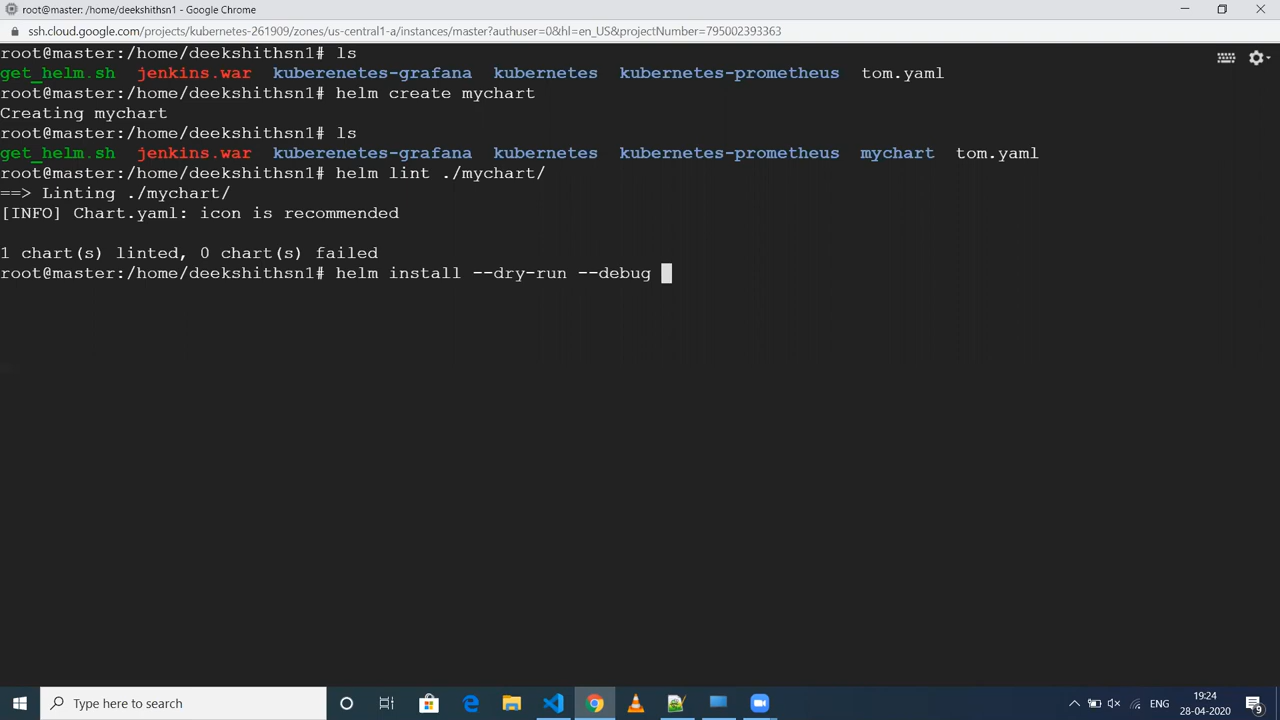 root@master: /home/deekshithsn1 - Google Chrome
ssh.cloud.google.com/projects/kubernetes-261909/zones/us-central1-a/instances/master?authuser=0&hl=en_US&projectNumber=795002393363
root@master:/home/deekshithsn1# ls
get_helm.sh jenkins.war kuberenetes-grafana kubernetes kubernetes-prometheus tom.yaml
root@master:/home/deekshithsn1# helm create mychart
Creating mychart
root@master:/home/deekshithsn1# ls
get_helm.sh jenkins.war kuberenetes-grafana kubernetes kubernetes-prometheus mychart tom.yaml
root@master:/home/deekshithsn1# helm lint ./mychart/
==> Linting ./mychart/
[INFO] Chart.yaml: icon is recommended
1 chart(s) linted, 0 chart(s) failed
root@master:/home/deekshithsn1# helm install --dry-run --debug
Type here to search
ENG
19:24
28-04-2020
9